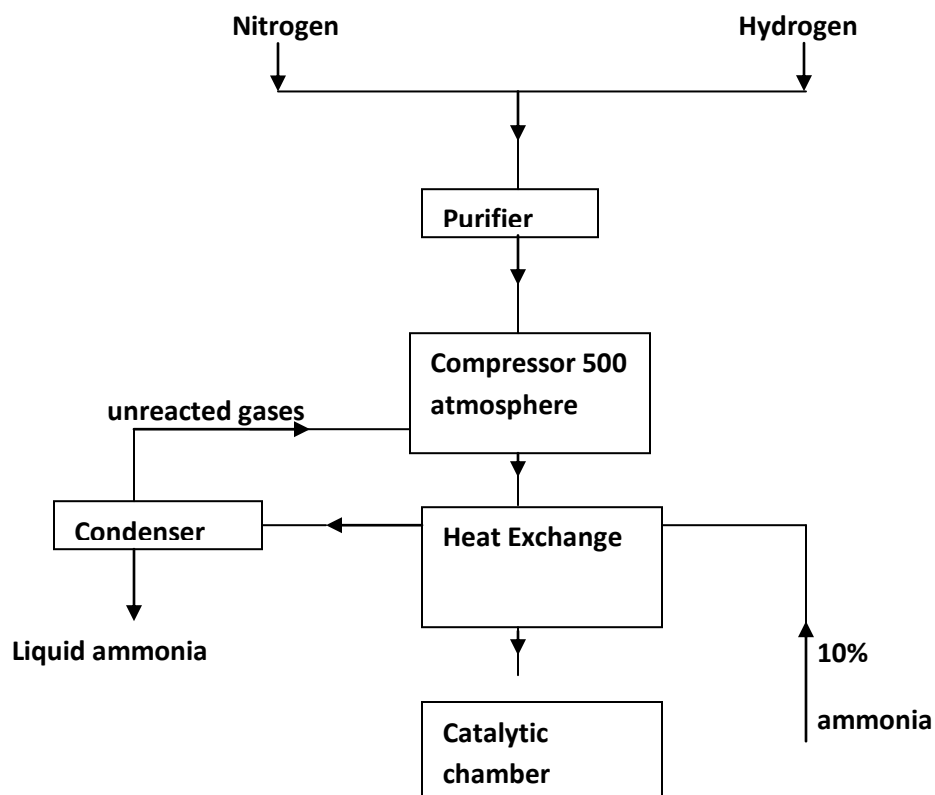 Nitrogen
Hydrogen
Purifier
Compressor 500
atmosphere
unreacted gases
Condenser
Heat Exchange
Liquid ammonia
10%
ammonia
Catalytic
chamber